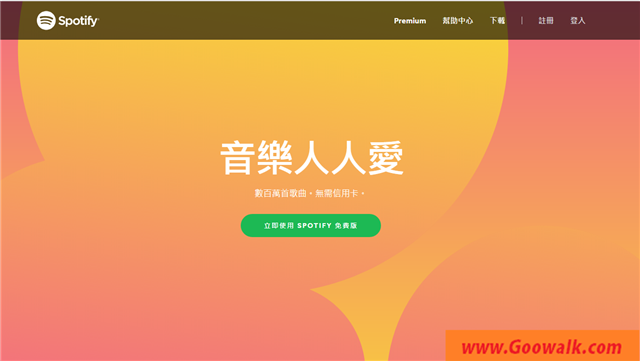 Spotify
Premium 幫助中心 下載 | 註冊 登入
音樂人人愛
數百萬首歌曲。無需信用卡。
立即使用 SPOTIFY 免費版
www.Goowalk.com